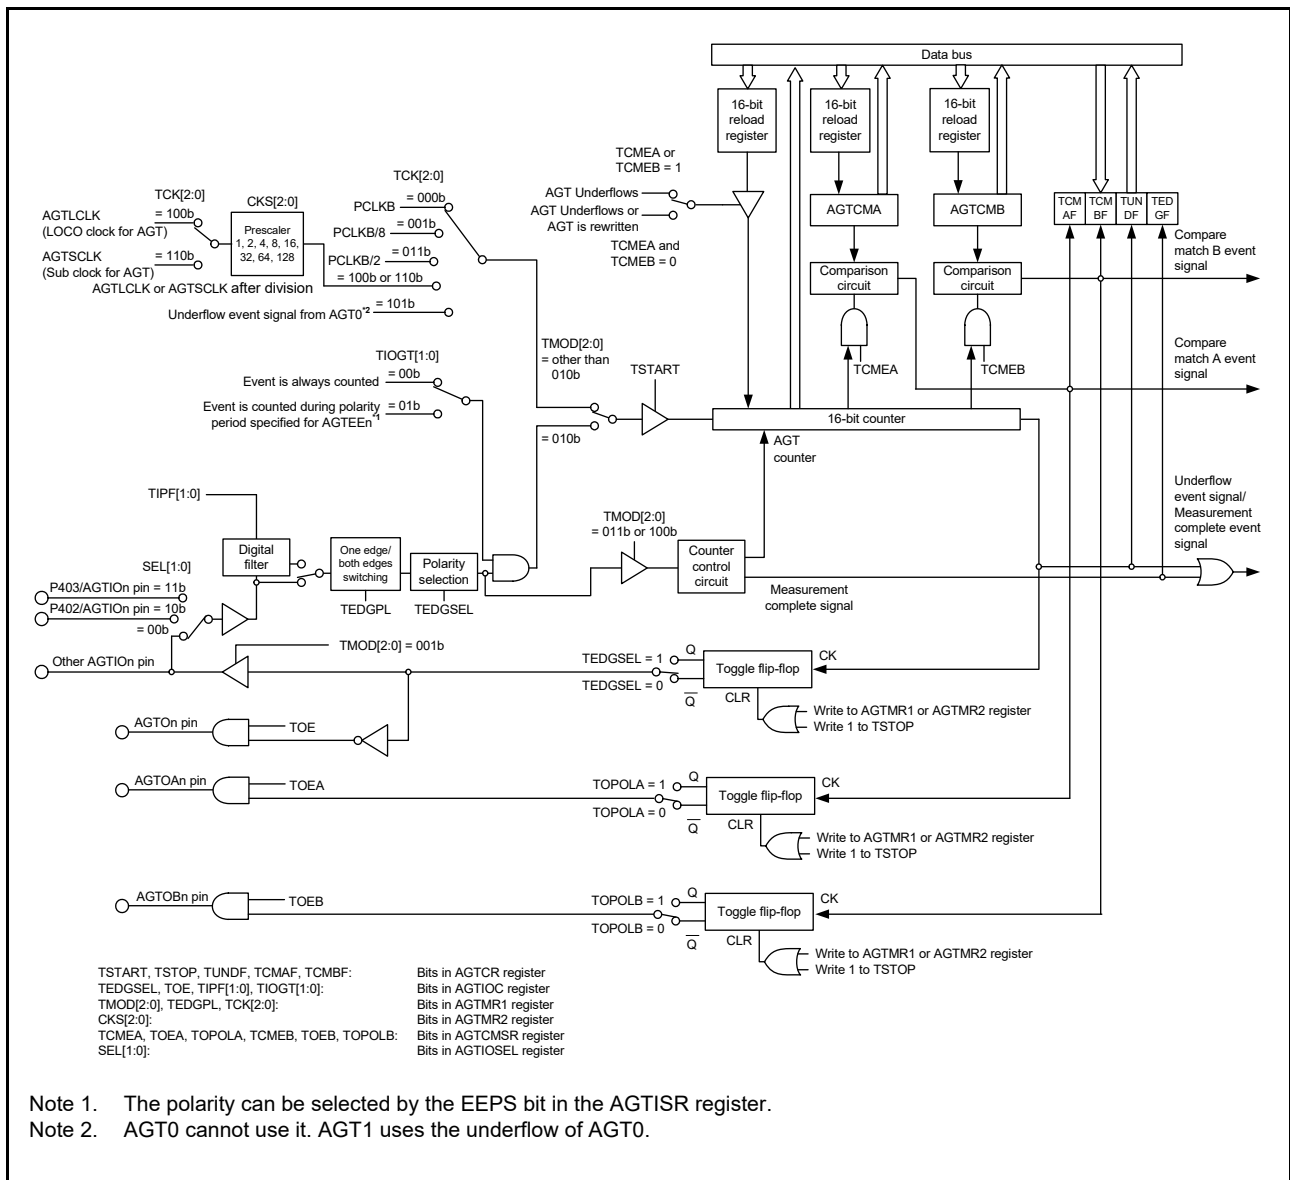 Data bus
16-bit
reload
register
16-bit
reload
register
16-bit
reload
register
TCMEA or
TCMEB = 1
AGT Underflows
AGT Underflows or
AGT is rewritten
TCMEA and
TCMEB = 0
AGTCMA
AGTCMB
TCM
AF
TCM
BF
TUN
DF
TED
GF
Compare
match B event
signal
Comparison
circuit
Comparison
circuit
TCMEA
TCMEB
Compare
match A event
signal
TCK[2:0]
AGTLCLK
(LOCO clock for AGT)
= 100b
AGTSCLK
(Sub clock for AGT)
= 110b
CKS[2:0]
Prescaler
1, 2, 4, 8, 16,
32, 64, 128
AGTLCLK or AGTSCLK after division
TCK[2:0]
PCLKB
= 000b
PCLKB/8
= 001b
PCLKB/2
= 011b
= 100b or 110b
Underflow event signal from AGT0*2
= 101b
TIOGT[1:0]
Event is always counted
= 00b
Event is counted during polarity
period specified for AGTEEn*1
= 01b
TMOD[2:0]
= other than
010b
= 010b
TSTART
16-bit counter
AGT
counter
TIPF[1:0]
Digital
filter
SEL[1:0]
P403/AGTIOn pin = 11b
P402/AGTIOn pin = 10b
= 00b
Other AGTIOn pin
One edge/
both edges
switching
TEDGPL
Polarity
selection
TEDGSEL
TMOD[2:0]
= 011b or 100b
Counter
control
circuit
Measurement
complete signal
Underflow
event signal/
Measurement
complete event
signal
TMOD[2:0] = 001b
TEDGSEL = 1
TEDGSEL = 0
Q
Q
Toggle flip-flop
CK
CLR
Write to AGTMR1 or AGTMR2 register
Write 1 to TSTOP
AGTOn pin
TOE
AGTOAn pin
TOEA
TOPOLA = 1
TOPOLA = 0
Q
Q
Toggle flip-flop
CK
CLR
Write to AGTMR1 or AGTMR2 register
Write 1 to TSTOP
AGTOBn pin
TOEB
TOPOLB = 1
TOPOLB = 0
Q
Q
Toggle flip-flop
CK
CLR
Write to AGTMR1 or AGTMR2 register
Write 1 to TSTOP
TSTART, TSTOP, TUNDF, TCMAF, TCMBF: Bits in AGTCR register
TEDGSEL, TOE, TIPF[1:0], TIOGT[1:0]: Bits in AGTIOC register
TMOD[2:0], TEDGPL, TCK[2:0]: Bits in AGTMR1 register
CKS[2:0]: Bits in AGTMR2 register
TCMEA, TOEA, TOPOLA, TCMEB, TOEB, TOPOLB: Bits in AGTCMSR register
SEL[1:0]: Bits in AGTIOSEL register
Note 1. The polarity can be selected by the EEPS bit in the AGTISR register.
Note 2. AGT0 cannot use it. AGT1 uses the underflow of AGT0.